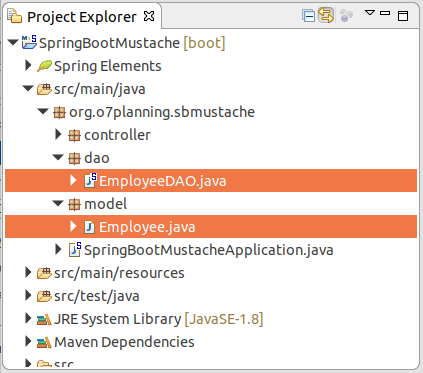 Project Explorer
SpringBootMustache [boot]
Spring Elements
src/main/java
org.o7planning.sbmustache
controller
dao
EmployeeDAO.java
model
Employee.java
SpringBootMustacheApplication.java
src/main/resources
src/test/java
JRE System Library [JavaSE-1.8]
Maven Dependencies
src